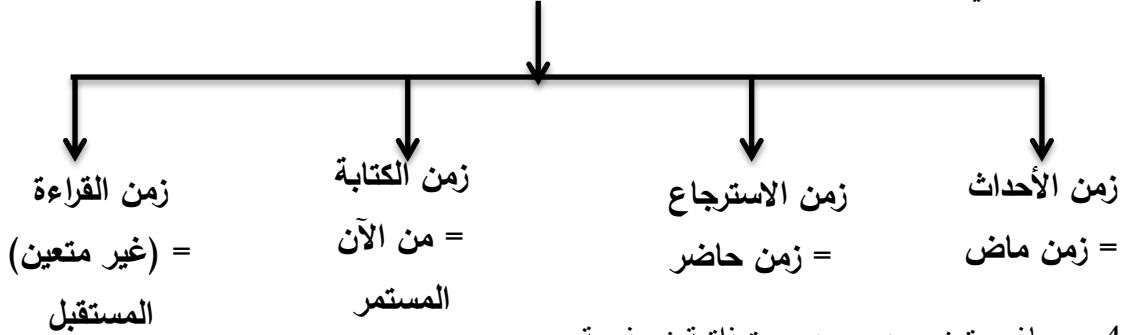 زمن الأحداث
= زمن ماض
زمن الاسترجاع
= زمن حاضر
زمن الكتابة
= من الآن
المستمر
زمن القراءة
= (غير متعين)
المستقبل